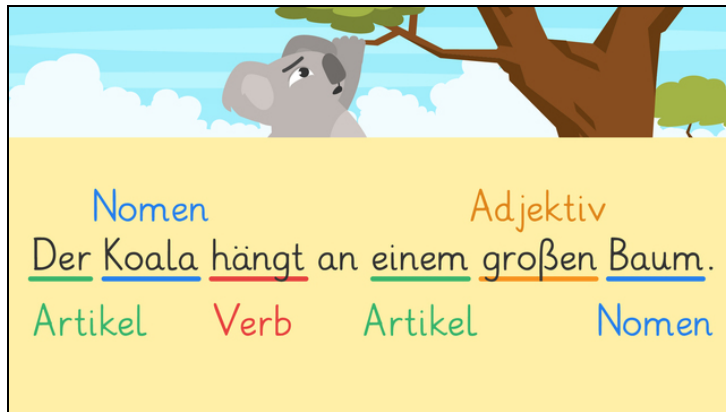 Nomen Adjektiv
Der Koala hängt an einem großen Baum.
Artikel Verb Artikel Nomen